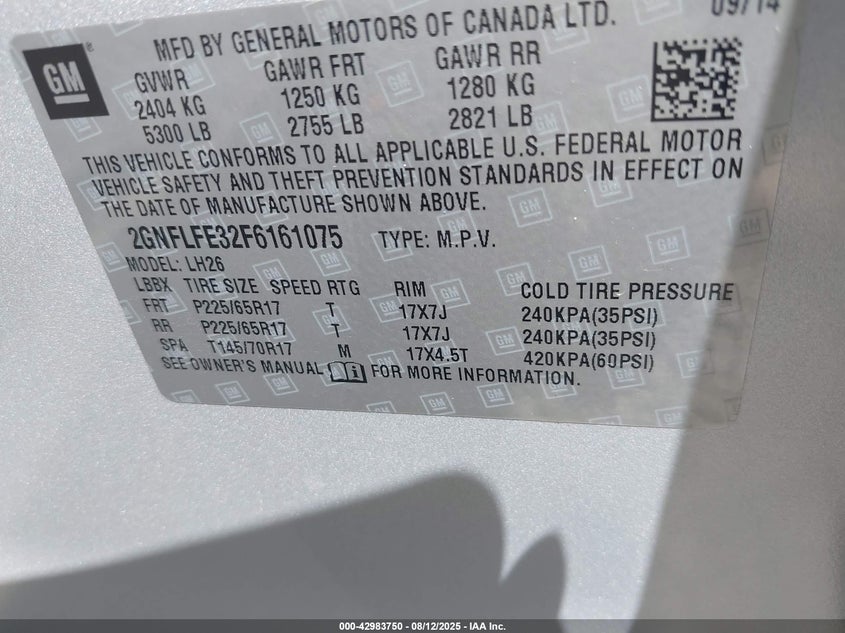 09/14
GM
MFD BY GENERAL MOTORS OF CANADA LTD.
GVWR GAWR FRT GAWR RR
2404 KG 1250 KG 1280 KG
5300 LB 2755 LB 2821 LB
THIS VEHICLE CONFORMS TO ALL APPLICABLE U.S. FEDERAL MOTOR
VEHICLE SAFETY AND THEFT PREVENTION STANDARDS IN EFFECT ON
THE DATE OF MANUFACTURE SHOWN ABOVE.
2GNFLFE32F6161075 TYPE: M.P.V.
MODEL: LH26
LBBX TIRE SIZE SPEED RTG RIM COLD TIRE PRESSURE
FRT P225/65R17 T 17X7J 240KPA(35PSI)
RR P225/65R17 T 17X7J 240KPA(35PSI)
SPA T145/70R17 M 17X4.5T 420KPA(60PSI)
SEE OWNER'S MANUAL FOR MORE INFORMATION.
000-42983750 - 08/12/2025 - IAA Inc.